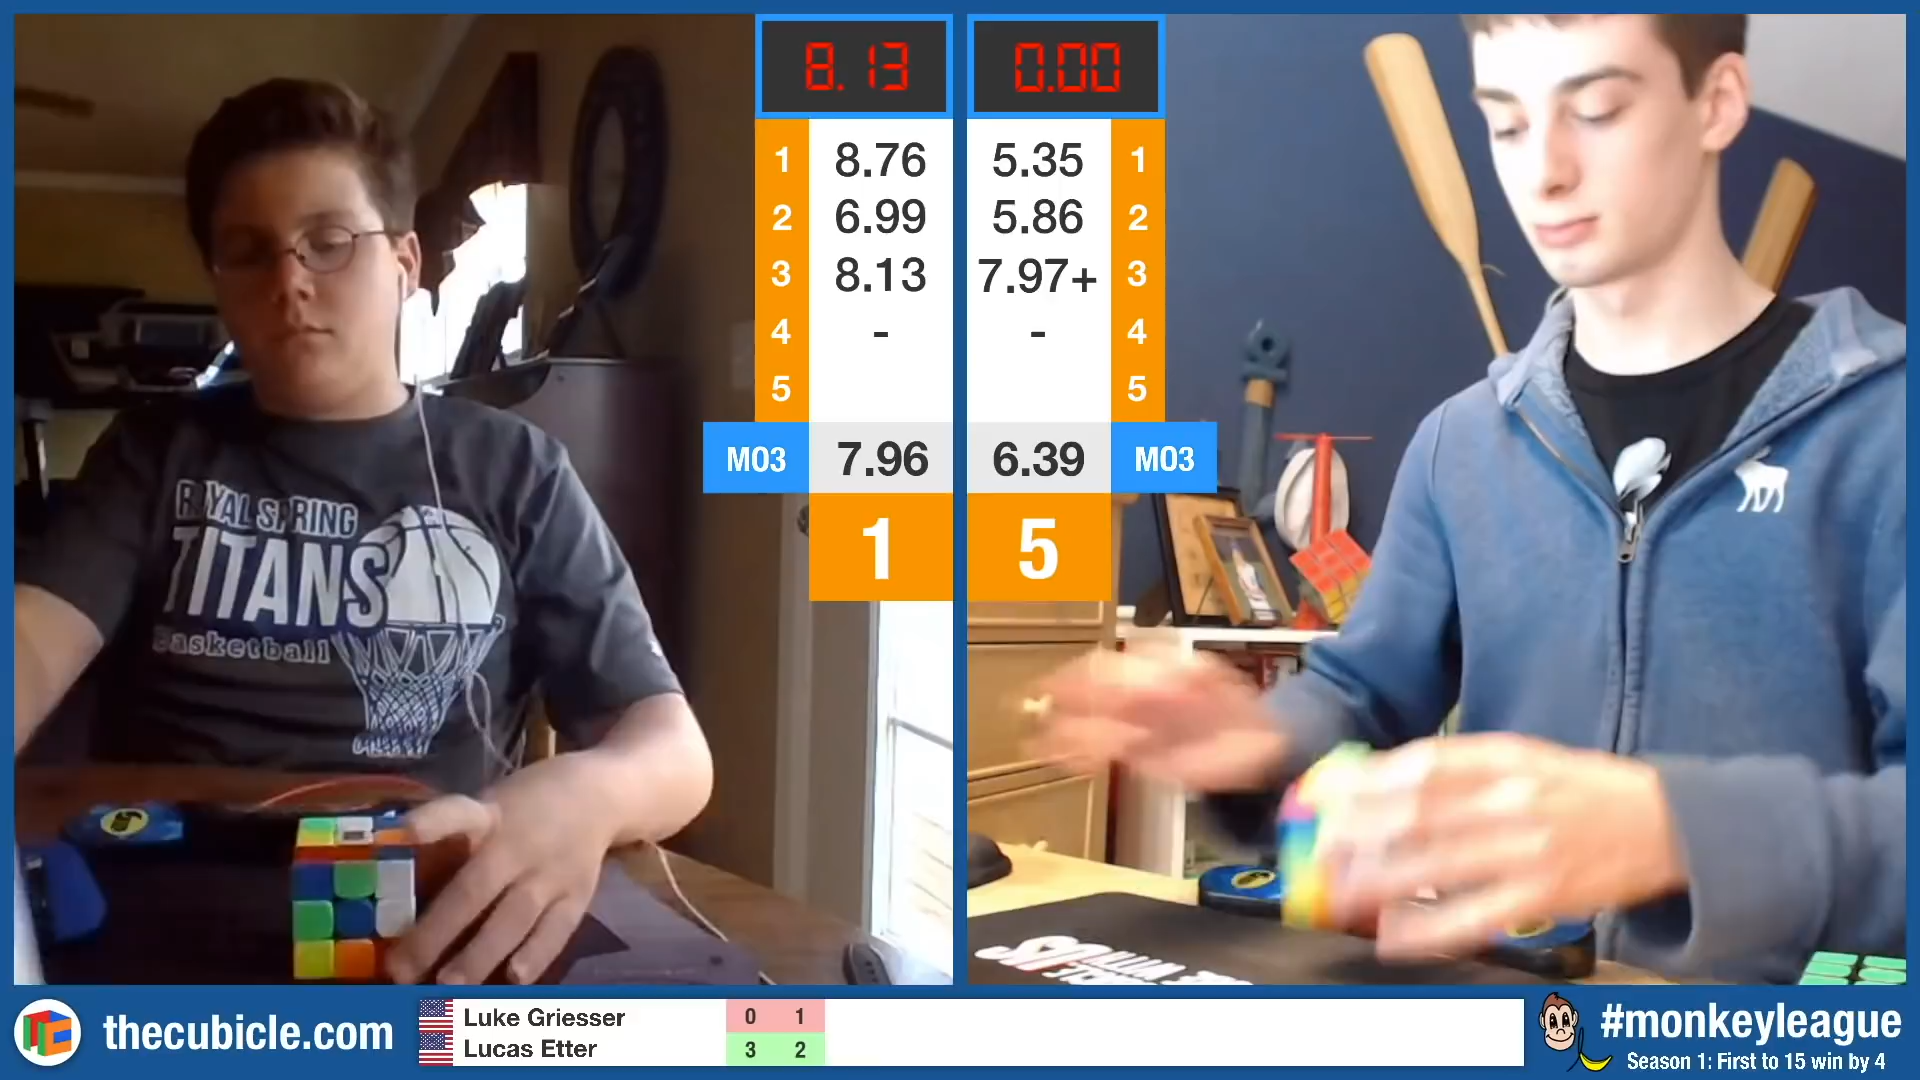 8.13 0.00
1 8.76 5.35 1
2 6.99 5.86 2
3 8.13 7.97+ 3
4 - - 4
5 5
MO3 7.96 6.39 MO3
1 5
ROYAL SPRING
TITANS
Basketball
thecubicle.com
Luke Griesser 0 1
Lucas Etter 3 2
#monkeyleague
Season 1: First to 15 win by 4